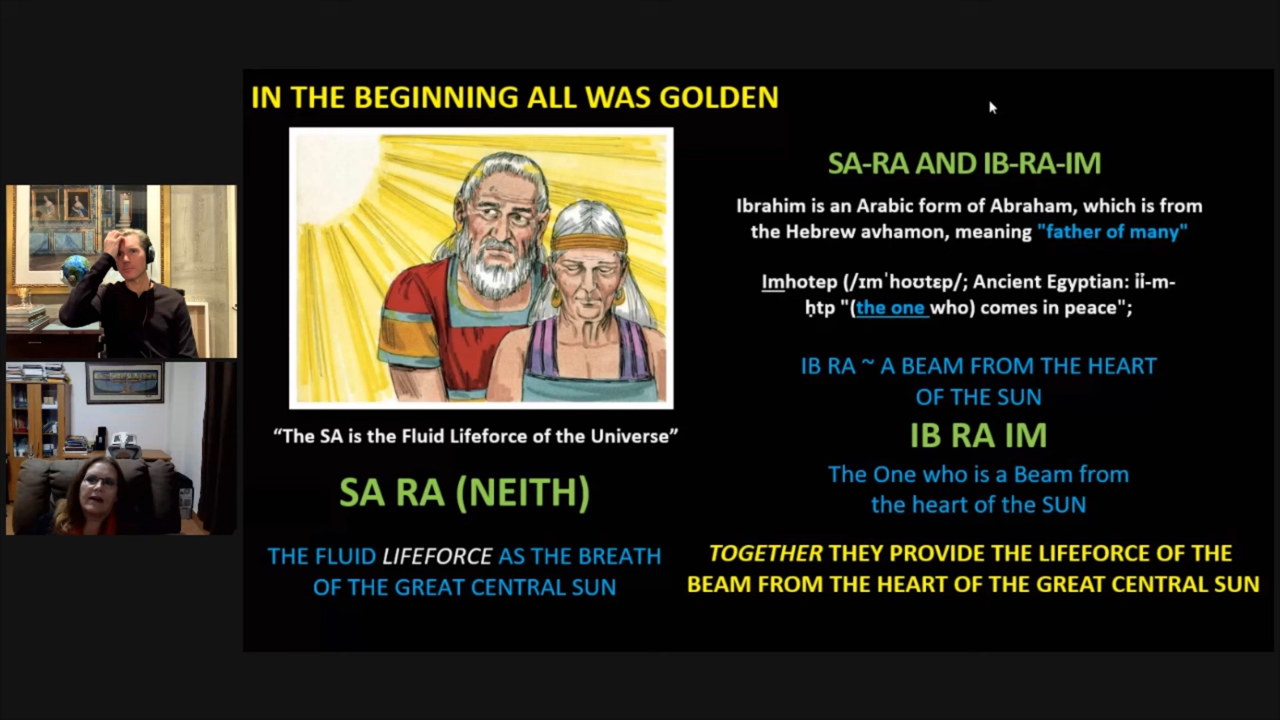 IN THE BEGINNING ALL WAS GOLDEN
“The SA is the Fluid Lifeforce of the Universe”
SA RA (NEITH)
THE FLUID LIFEFORCE AS THE BREATH
OF THE GREAT CENTRAL SUN
SA-RA AND IB-RA-IM
Ibrahim is an Arabic form of Abraham, which is from
the Hebrew avhamon, meaning "father of many"
Imhotep (/ɪmˈhoʊtɛp/; Ancient Egyptian: ỉỉ-m-
ḥtp "(the one who) comes in peace";
IB RA ~ A BEAM FROM THE HEART
OF THE SUN
IB RA IM
The One who is a Beam from
the heart of the SUN
TOGETHER THEY PROVIDE THE LIFEFORCE OF THE
BEAM FROM THE HEART OF THE GREAT CENTRAL SUN